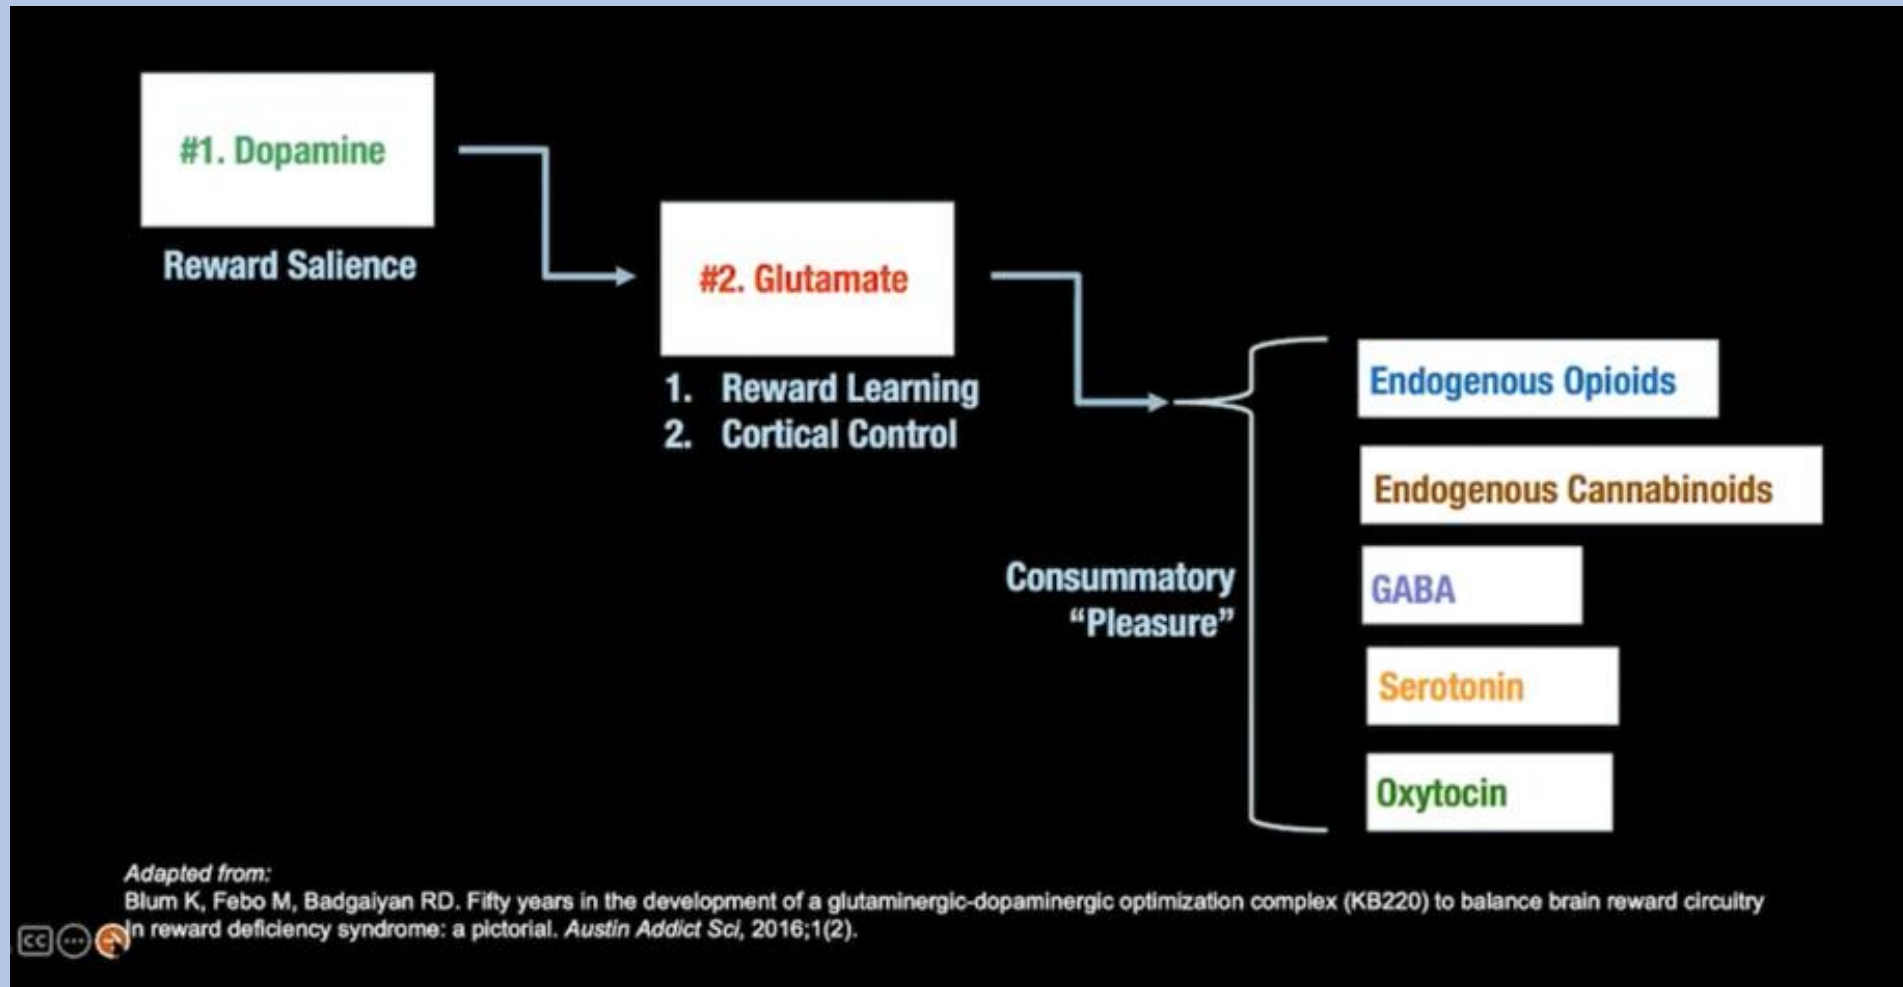 #1. Dopamine
Reward Salience
#2. Glutamate
1. Reward Learning
2. Cortical Control
Endogenous Opioids
Endogenous Cannabinoids
GABA
Serotonin
Oxytocin
Consummatory
“Pleasure”
Adapted from:
Blum K, Febo M, Badgaiyan RD. Fifty years in the development of a glutaminergic-dopaminergic optimization complex (KB220) to balance brain reward circuitry
In reward deficiency syndrome: a pictorial. Austin Addict Sci, 2016;1(2).
CC